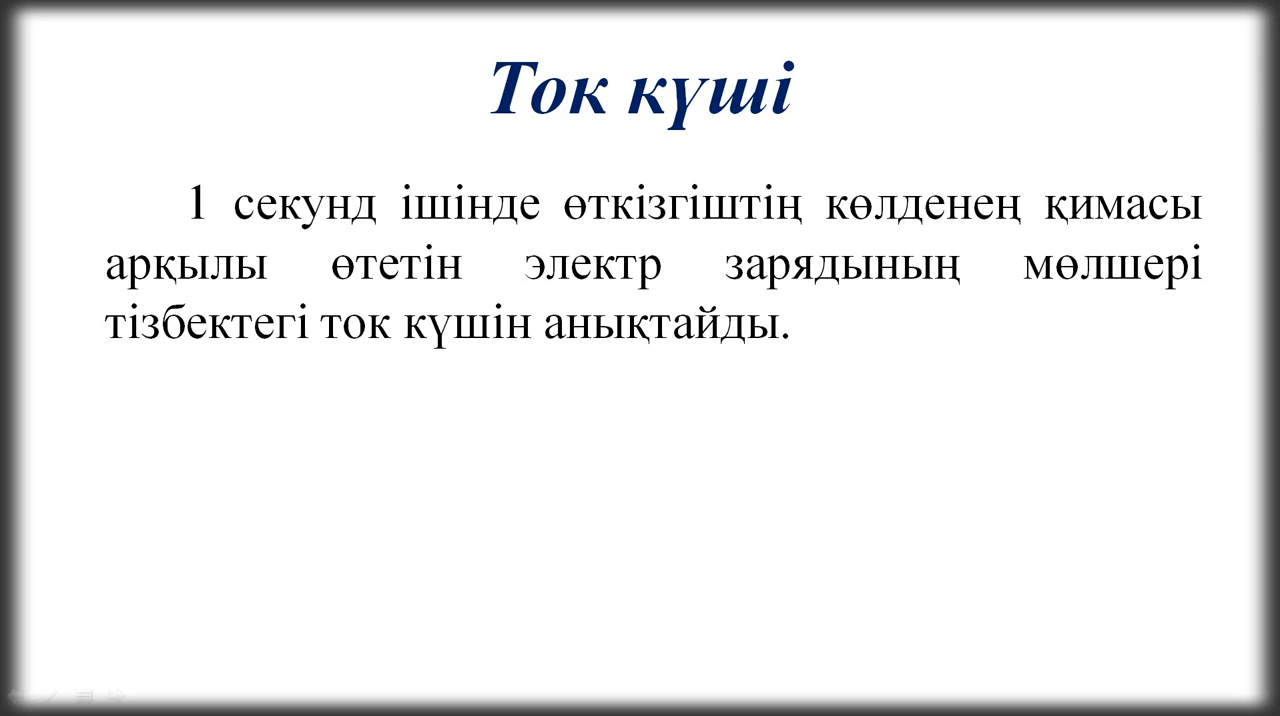 Ток күші
1 секунд ішінде өткізгіштің көлденең қимасы
арқылы өтетін электр зарядының мөлшері
тізбектегі ток күшін анықтайды.